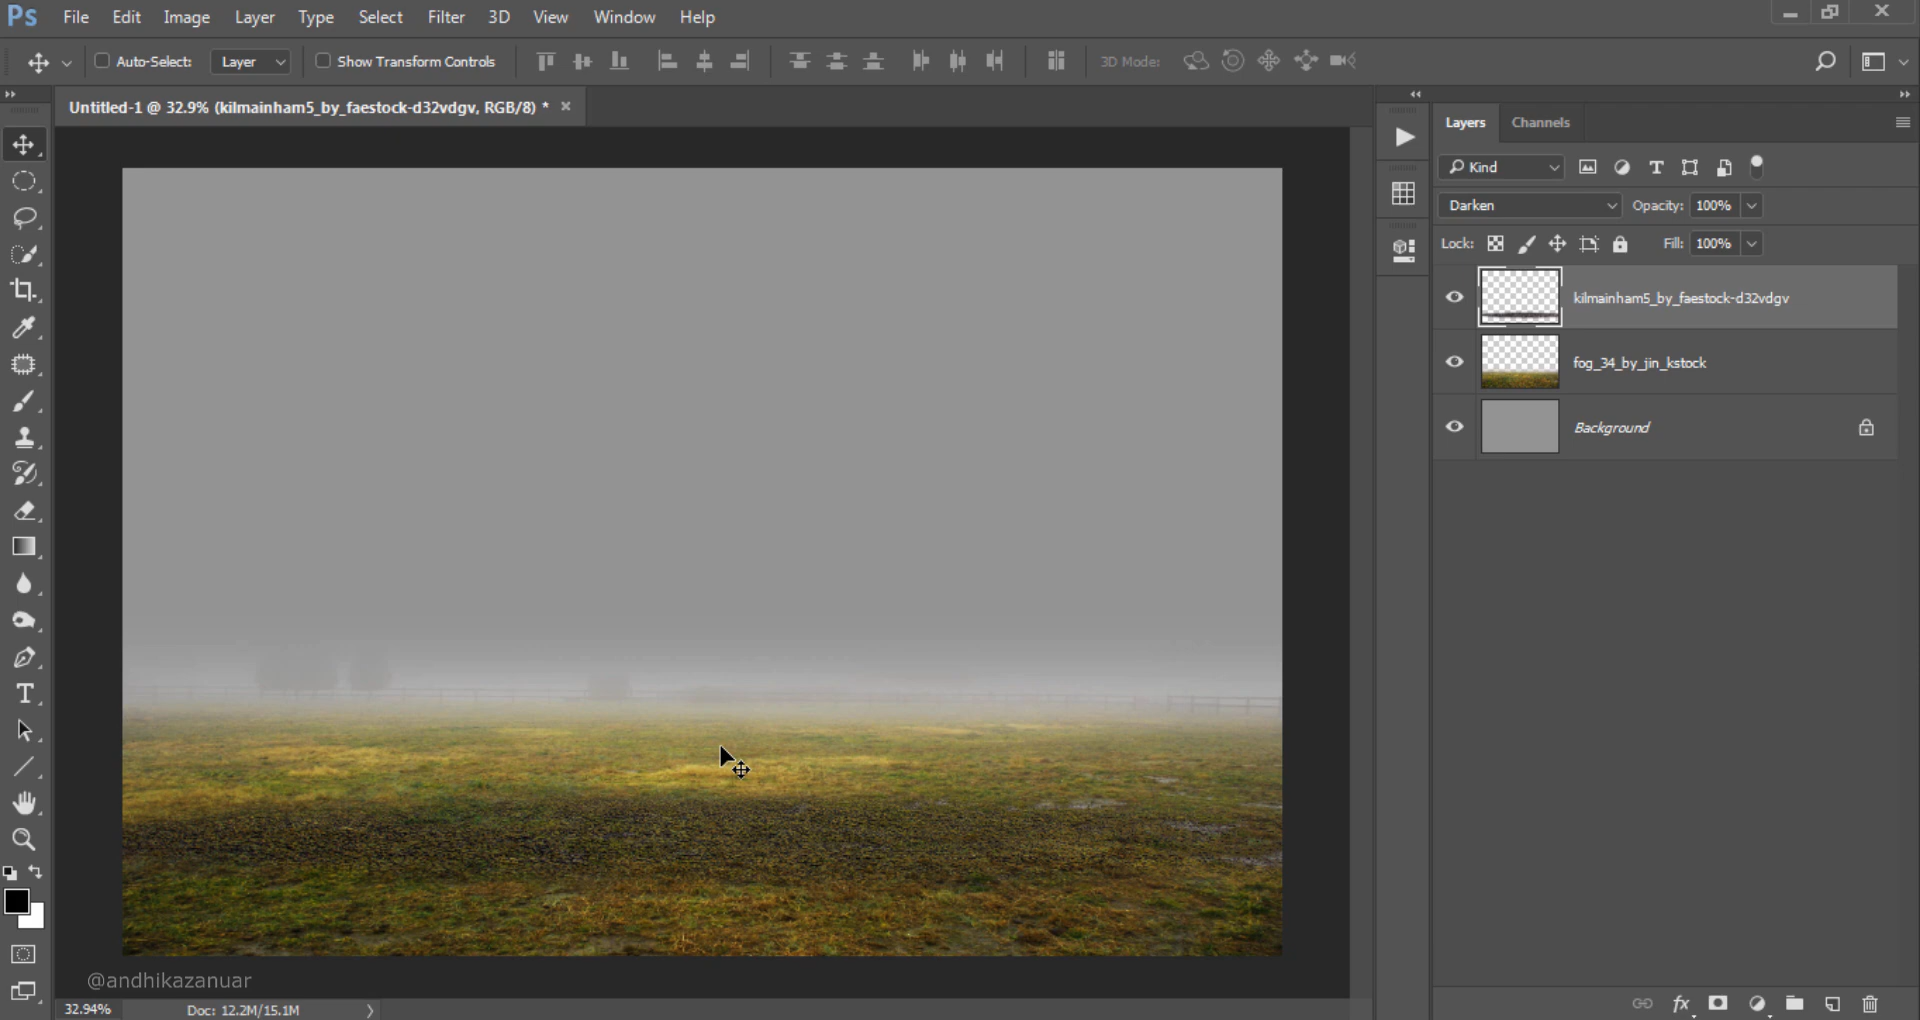 Ps File Edit Image Layer Type Select Filter 3D View Window Help
Auto-Select: Layer Show Transform Controls 3D Mode:
Untitled-1 @ 32.9% (kilmainham5_by_faestock-d32vdgv, RGB/8) *
Layers Channels
Kind
Darken Opacity: 100%
Lock: Fill: 100%
kilmainham5_by_faestock-d32vdgv
fog_34_by_jin_kstock
Background
@andhikazanuar
32.94% Doc: 12.2M/15.1M